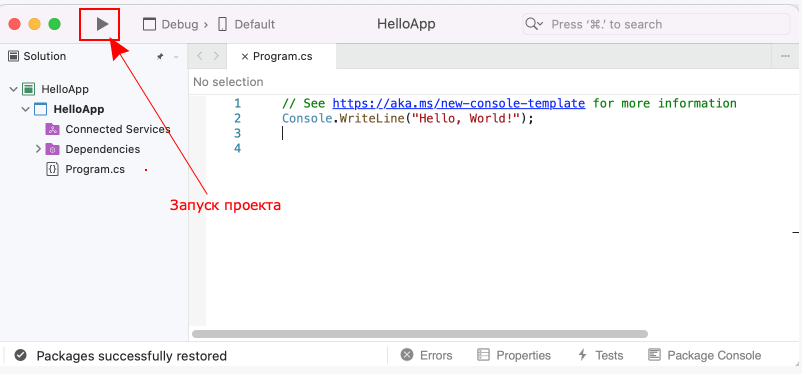 Debug › Default
HelloApp
Press ‘⌘.’ to search
Solution
Program.cs
No selection
HelloApp
HelloApp
Connected Services
Dependencies
Program.cs
1 // See https://aka.ms/new-console-template for more information
2 Console.WriteLine("Hello, World!");
3
4
Запуск проекта
Packages successfully restored
Errors
Properties
Tests
Package Console